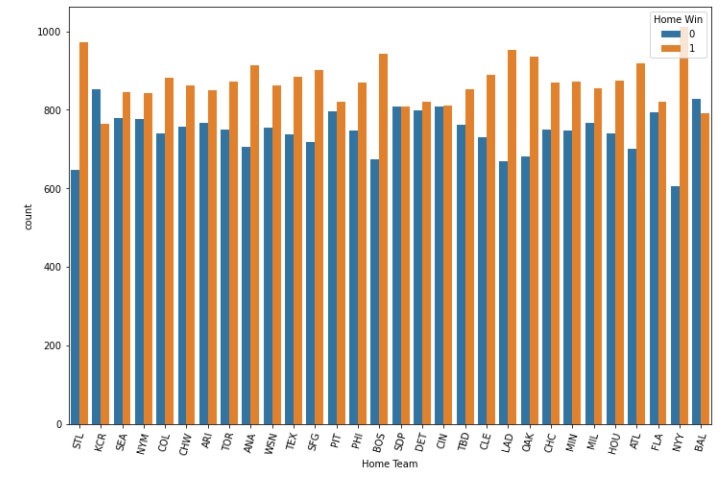 Home Win
0
1
1000
800
600
400
200
0
count
STL KCR SEA NYM COL CHW ARI TOR ANA WSN TEX SFG PIT PHI BOS SDP DET CIN TBD CLE LAD OAK CHC MIN MIL HOU ATL FLA NYY BAL
Home Team